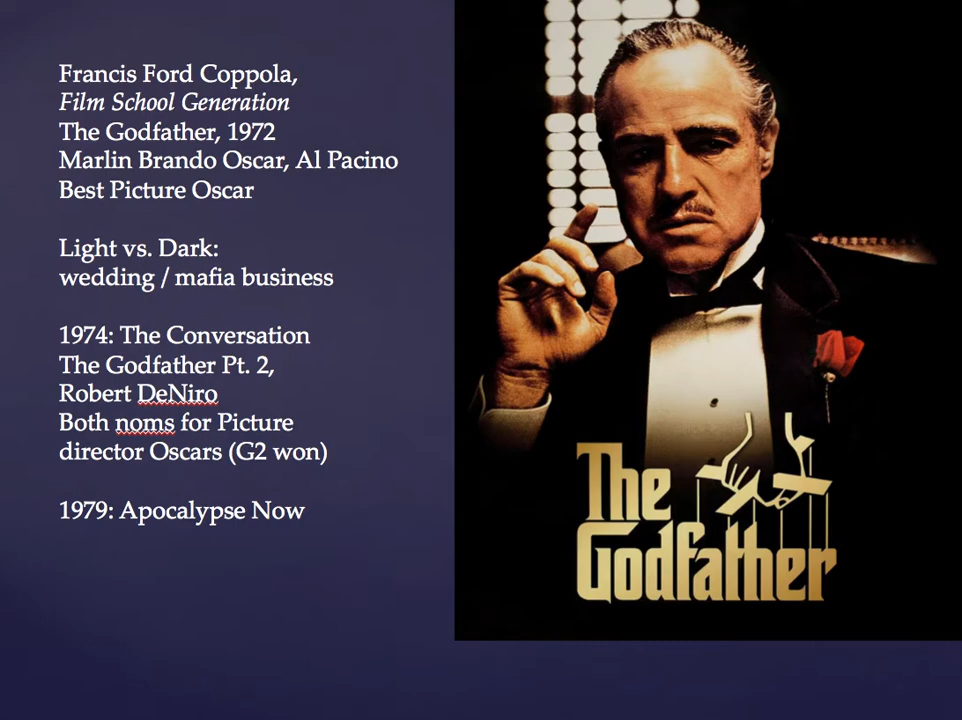 Francis Ford Coppola,
Film School Generation
The Godfather, 1972
Marlin Brando Oscar, Al Pacino
Best Picture Oscar
Light vs. Dark:
wedding / mafia business
1974: The Conversation
The Godfather Pt. 2,
Robert DeNiro
Both noms for Picture
director Oscars (G2 won)
1979: Apocalypse Now
The
Godfather